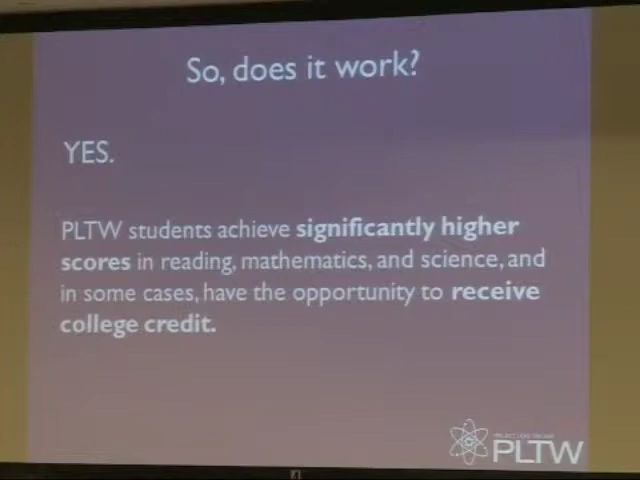 So, does it work?
YES.
PLTW students achieve significantly higher
scores in reading, mathematics, and science, and
in some cases, have the opportunity to receive
college credit.
PLTW